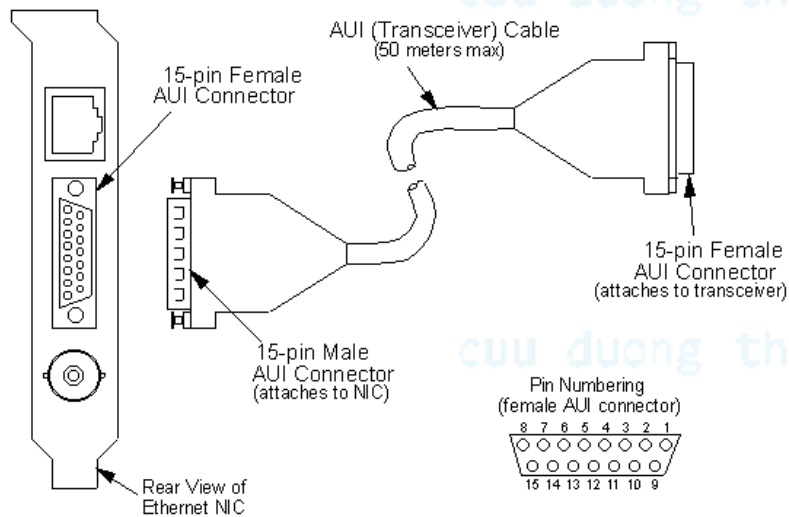 cuu duong th
AUI (Transceiver) Cable
(50 meters max)
15-pin Female
AUI Connector
15-pin Female
AUI Connector
(attaches to transceiver)
15-pin Male
AUI Connector
(attaches to NIC)
cuu duong th
Pin Numbering
(female AUI connector)
8 7 6 5 4 3 2 1
15 14 13 12 11 10 9
Rear View of
Ethernet NIC